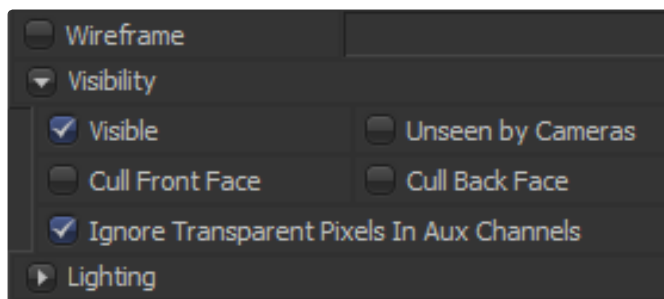 Wireframe
Visibility
Visible Unseen by Cameras
Cull Front Face Cull Back Face
Ignore Transparent Pixels In Aux Channels
Lighting